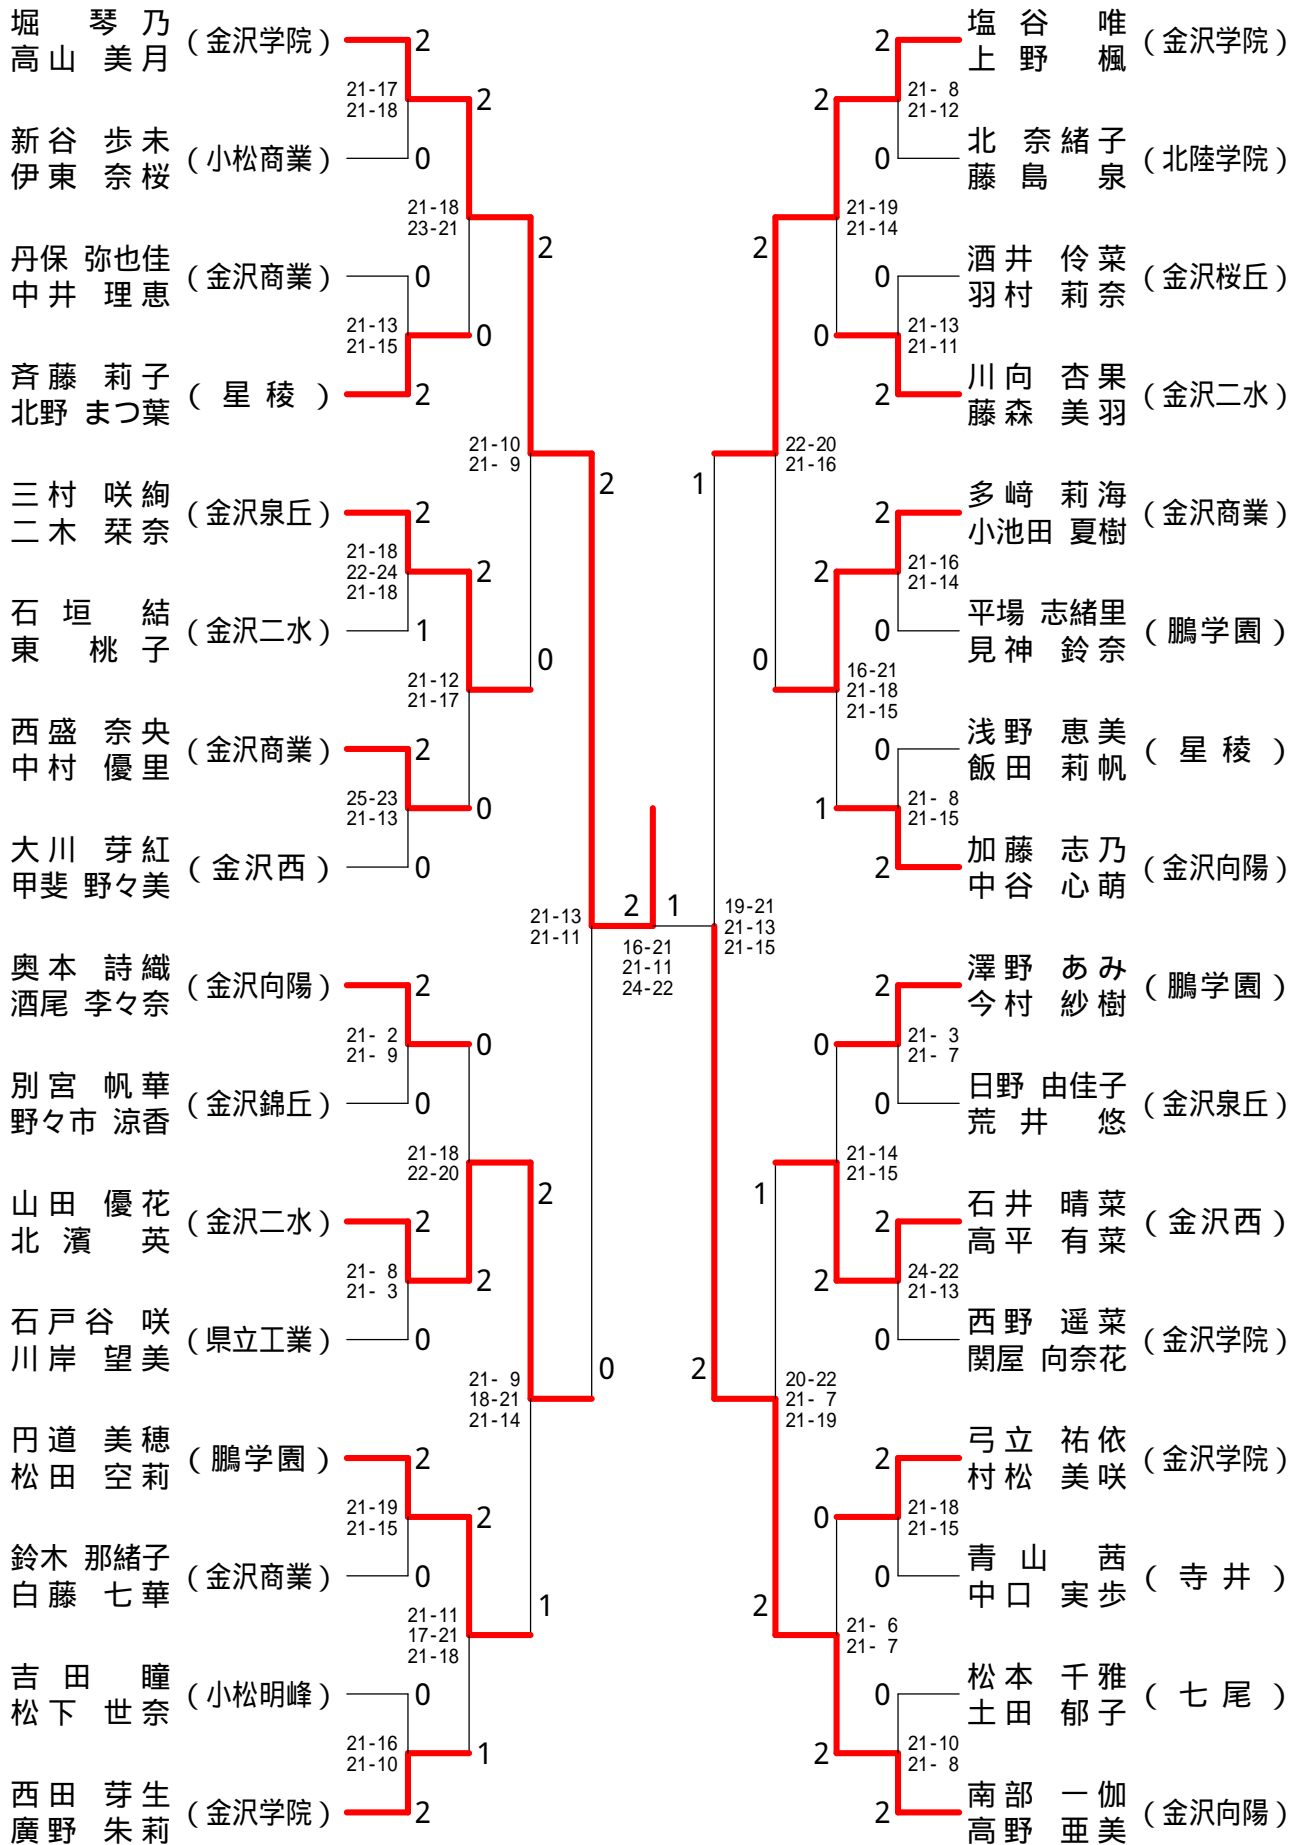 堀 琴乃
高山 美月
(金沢学院)
2
21-17
21-18
2
新谷 歩未
伊東 奈桜
(小松商業)
0
21-18
23-21
2
丹保 弥也佳
中井 理恵
(金沢商業)
0
21-13
21-15
0
斉藤 莉子
北野 まつ葉
(星稜)
2
21-10
21- 9
2
三村 咲絢
二木 栞奈
(金沢泉丘)
2
21-18
22-24
21-18
2
石垣 結
東 桃子
(金沢二水)
1
21-12
21-17
0
西盛 奈央
中村 優里
(金沢商業)
2
25-23
21-13
0
大川 芽紅
甲斐 野々美
(金沢西)
0
21-13
21-11
奥本 詩織
酒尾 李々奈
(金沢向陽)
2
21- 2
21- 9
0
別宮 帆華
野々市 涼香
(金沢錦丘)
0
21-18
22-20
2
山田 優花
北濱 英
(金沢二水)
2
21- 8
21- 3
2
石戸谷 咲
川岸 望美
(県立工業)
0
21- 9
18-21
21-14
0
円道 美穂
松田 空莉
(鵬学園)
2
21-19
21-15
2
鈴木 那緒子
白藤 七華
(金沢商業)
0
21-11
17-21
21-18
1
吉田 瞳
松下 世奈
(小松明峰)
0
21-16
21-10
1
西田 芽生
廣野 朱莉
(金沢学院)
2
2
1
16-21
21-11
24-22
2
塩谷 唯
上野 楓
(金沢学院)
2
21- 8
21-12
0
北 奈緒子
藤島 泉
(北陸学院)
2
21-19
21-14
0
酒井 伶菜
羽村 莉奈
(金沢桜丘)
0
21-13
21-11
2
川向 杏果
藤森 美羽
(金沢二水)
1
22-20
21-16
2
多﨑 莉海
小池田 夏樹
(金沢商業)
2
21-16
21-14
0
平場 志緒里
見神 鈴奈
(鵬学園)
0
16-21
21-18
21-15
0
浅野 恵美
飯田 莉帆
(星稜)
1
21- 8
21-15
2
加藤 志乃
中谷 心萌
(金沢向陽)
19-21
21-13
21-15
2
澤野 あみ
今村 紗樹
(鵬学園)
0
21- 3
21- 7
0
日野 由佳子
荒井 悠
(金沢泉丘)
1
21-14
21-15
2
石井 晴菜
高平 有菜
(金沢西)
2
24-22
21-13
0
西野 遥菜
関屋 向奈花
(金沢学院)
2
20-22
21- 7
21-19
2
弓立 祐依
村松 美咲
(金沢学院)
0
21-18
21-15
0
青山 茜
中口 実歩
(寺井)
2
21- 6
21- 7
0
松本 千雅
土田 郁子
(七尾)
2
21-10
21- 8
2
南部 一伽
高野 亜美
(金沢向陽)